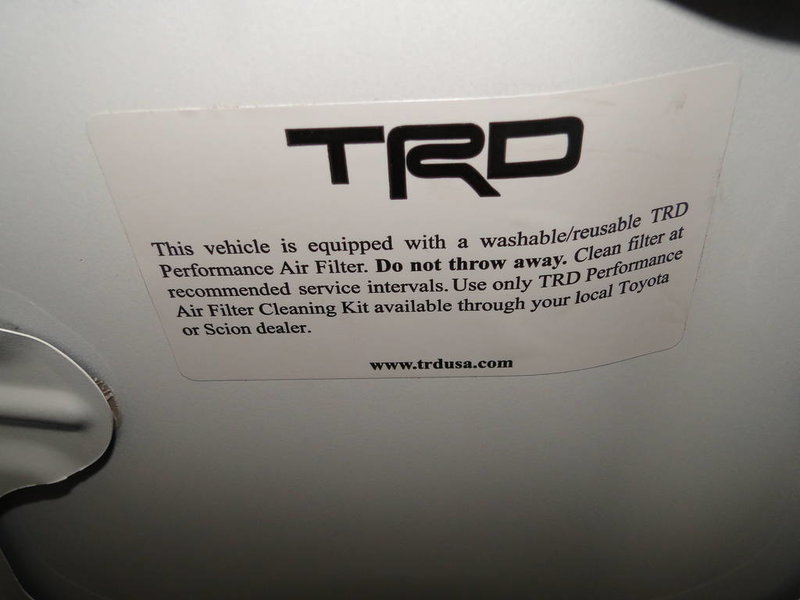 TRD
This vehicle is equipped with a washable/reusable TRD
Performance Air Filter. Do not throw away. Clean filter at
recommended service intervals. Use only TRD Performance
Air Filter Cleaning Kit available through your local Toyota
or Scion dealer.
www.trdusa.com